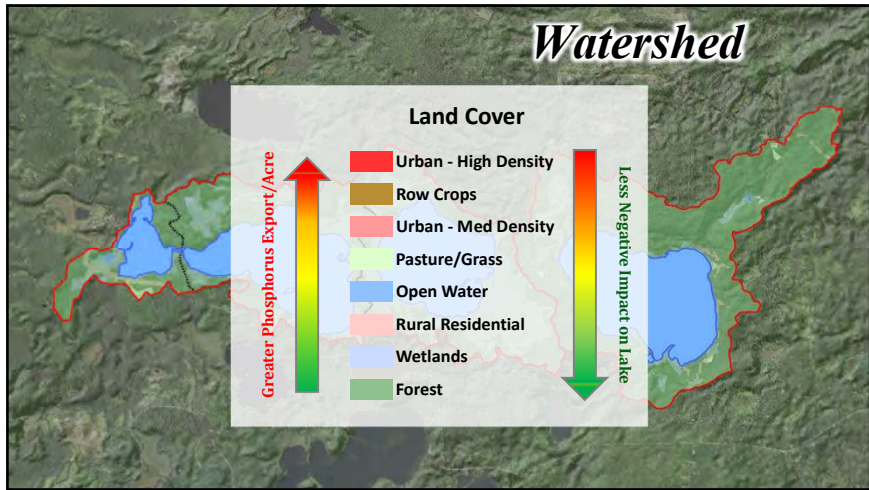 Watershed
Land Cover
Greater Phosphorus Export/Acre
Urban - High Density
Row Crops
Urban - Med Density
Pasture/Grass
Open Water
Rural Residential
Wetlands
Forest
Less Negative Impact on Lake